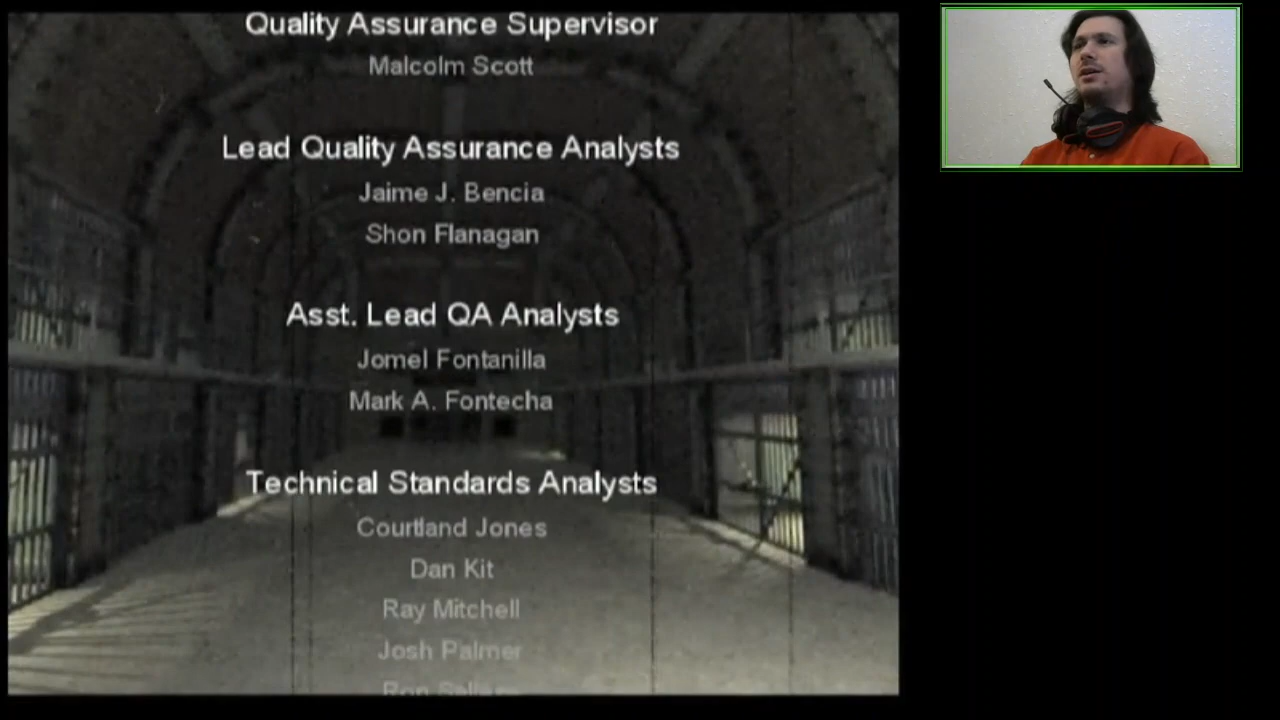 Quality Assurance Supervisor
Malcolm Scott
Lead Quality Assurance Analysts
Jaime J. Bencia
Shon Flanagan
Asst. Lead QA Analysts
Jomel Fontanilla
Mark A. Fontecha
Technical Standards Analysts
Courtland Jones
Dan Kit
Ray Mitchell
Josh Palmer
Ron